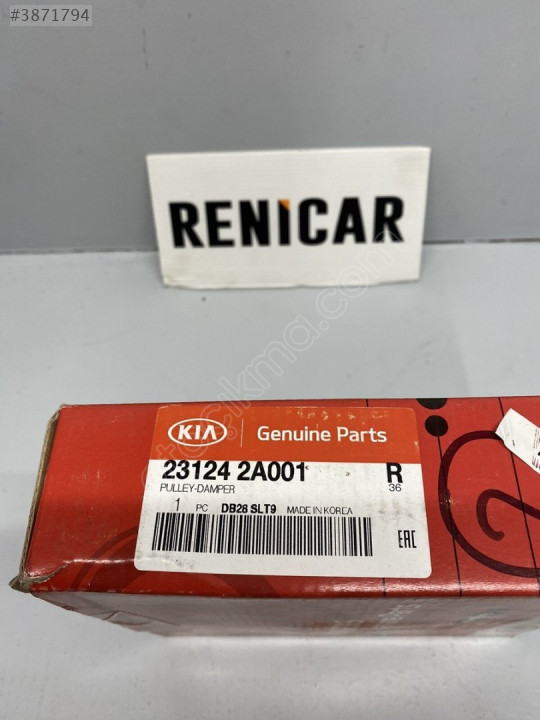 #3871794
RENICAR
KIA Genuine Parts
23124 2A001 R
PULLEY-DAMPER 36
1 PC DB28 SLT9 MADE IN KOREA
EAC